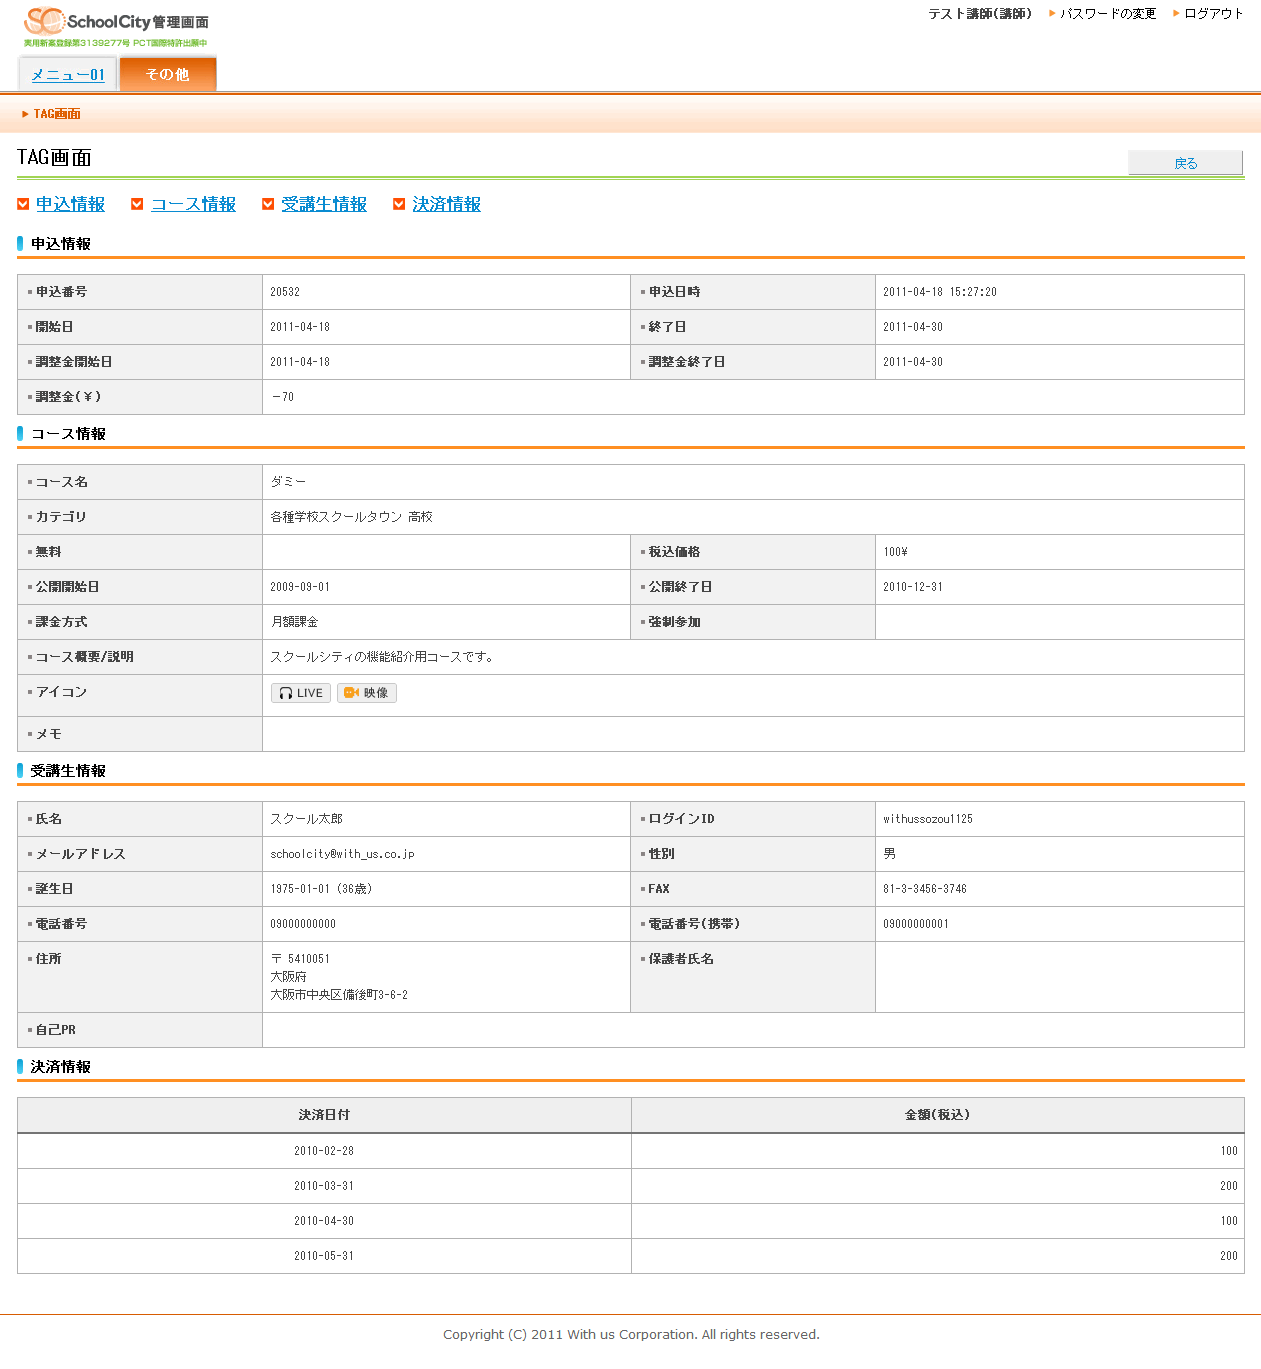 SchoolCity管理画面
実用新案登録第3139277号 PCT国際特許出願中
テスト講師(講師) パスワードの変更 ログアウト
メニュー01 その他
TAG画面
TAG画面
戻る
申込情報 コース情報 受講生情報 決済情報
申込情報
申込番号 20532 申込日時 2011-04-18 15:27:20
開始日 2011-04-18 終了日 2011-04-30
調整金開始日 2011-04-18 調整金終了日 2011-04-30
調整金(￥) －70
コース情報
コース名 ダミー
カテゴリ 各種学校スクールタウン 高校
無料 税込価格 100¥
公開開始日 2009-09-01 公開終了日 2010-12-31
課金方式 月額課金 強制参加
コース概要/説明 スクールシティの機能紹介用コースです。
アイコン LIVE 映像
メモ
受講生情報
氏名 スクール太郎 ログインID withussozou1125
メールアドレス schoolcity@with_us.co.jp 性別 男
誕生日 1975-01-01 (36歳) FAX 81-3-3456-3746
電話番号 09000000000 電話番号(携帯) 09000000001
住所 〒 5410051 保護者氏名
大阪府
大阪市中央区備後町3-6-2
自己PR
決済情報
決済日付 金額(税込)
2010-02-28 100
2010-03-31 200
2010-04-30 100
2010-05-31 200
Copyright (C) 2011 With us Corporation. All rights reserved.